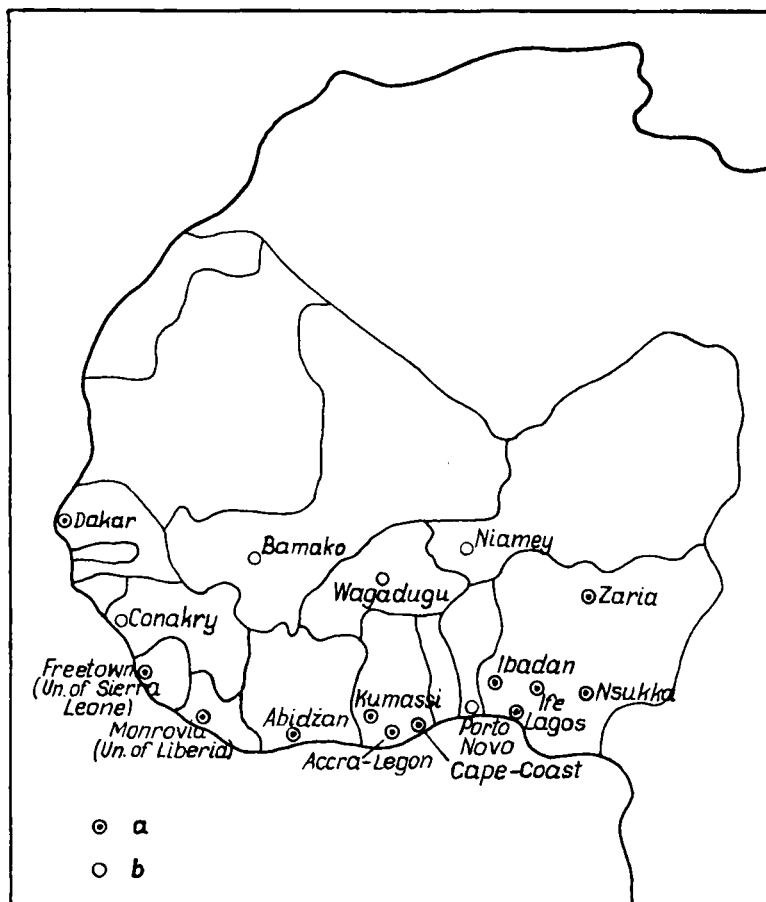 Dakar
Bamako
Niamey
Wagadugu
Zaria
Conakry
Freetown
(Un. of Sierra
Leone)
Monrovia
(Un. of Liberia)
Abidżan
Kumassi
Accra-Legon
Cape-Coast
Porto
Novo
Ibadan
Ife
Lagos
Nsukka
a
b